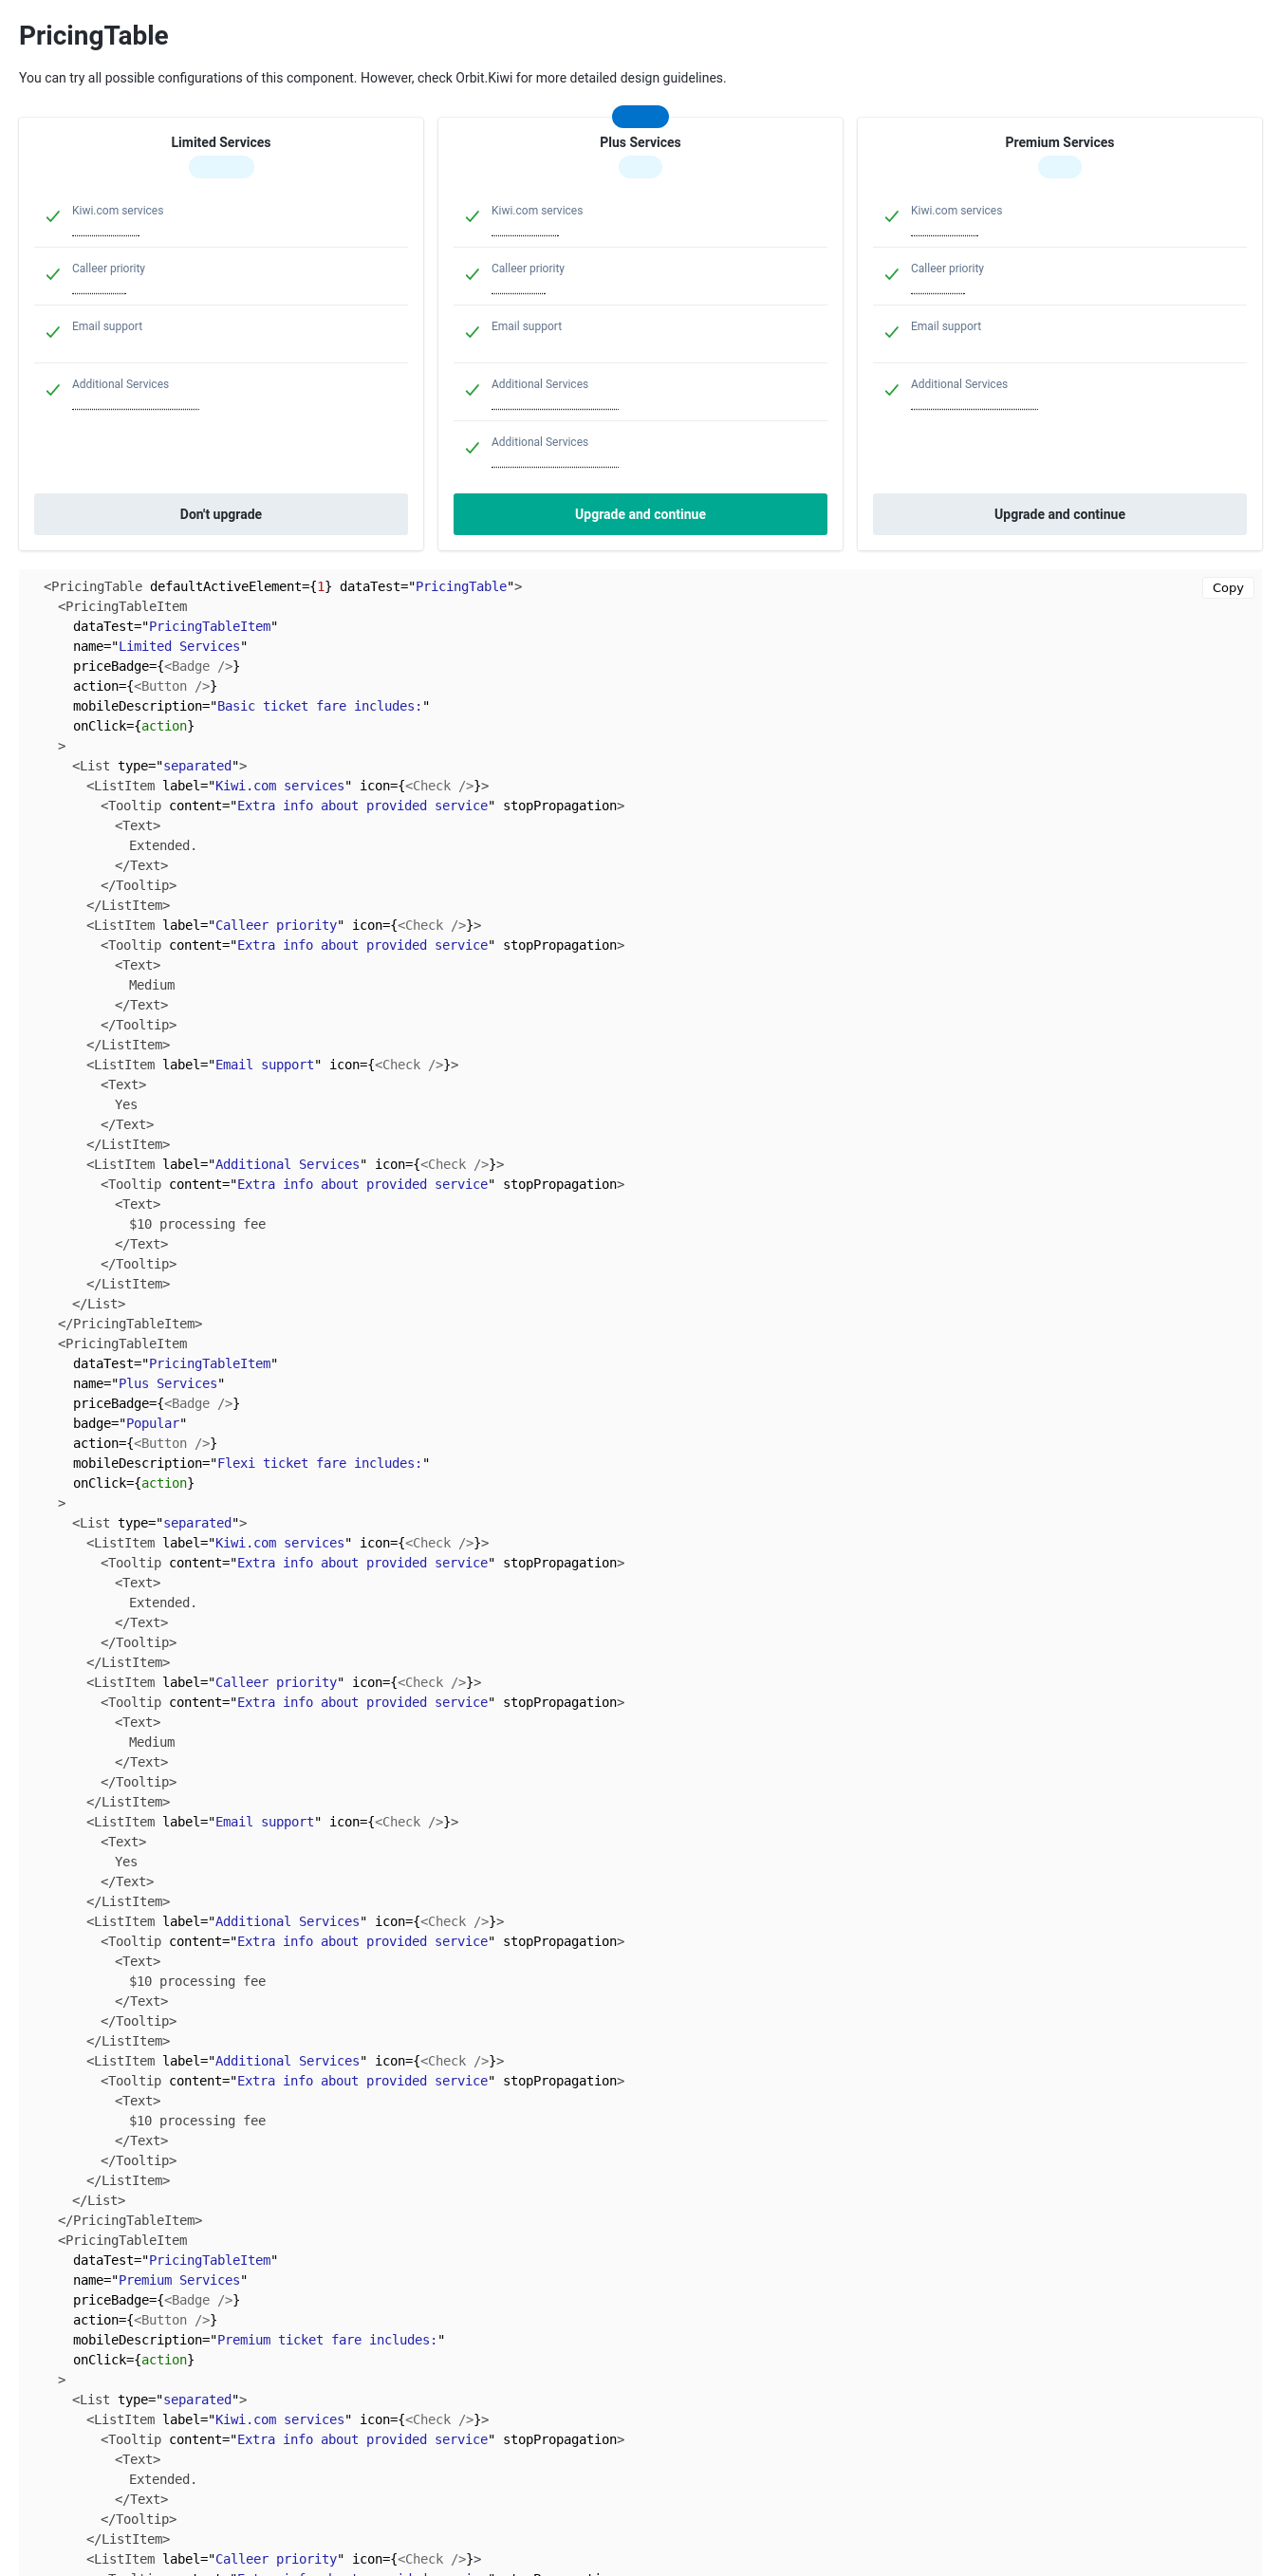 PricingTable
You can try all possible configurations of this component. However, check Orbit.Kiwi for more detailed design guidelines.
Limited Services
Kiwi.com services
Calleer priority
Email support
Additional Services
Don't upgrade
Plus Services
Kiwi.com services
Calleer priority
Email support
Additional Services
Additional Services
Upgrade and continue
Premium Services
Kiwi.com services
Calleer priority
Email support
Additional Services
Upgrade and continue
Copy
<PricingTable defaultActiveElement={1} dataTest="PricingTable">
<PricingTableItem
dataTest="PricingTableItem"
name="Limited Services"
priceBadge={<Badge />}
action={<Button />}
mobileDescription="Basic ticket fare includes:"
onClick={action}
>
<List type="separated">
<ListItem label="Kiwi.com services" icon={<Check />}>
<Tooltip content="Extra info about provided service" stopPropagation>
<Text>
Extended.
</Text>
</Tooltip>
</ListItem>
<ListItem label="Calleer priority" icon={<Check />}>
<Tooltip content="Extra info about provided service" stopPropagation>
<Text>
Medium
</Text>
</Tooltip>
</ListItem>
<ListItem label="Email support" icon={<Check />}>
<Text>
Yes
</Text>
</ListItem>
<ListItem label="Additional Services" icon={<Check />}>
<Tooltip content="Extra info about provided service" stopPropagation>
<Text>
$10 processing fee
</Text>
</Tooltip>
</ListItem>
</List>
</PricingTableItem>
<PricingTableItem
dataTest="PricingTableItem"
name="Plus Services"
priceBadge={<Badge />}
badge="Popular"
action={<Button />}
mobileDescription="Flexi ticket fare includes:"
onClick={action}
>
<List type="separated">
<ListItem label="Kiwi.com services" icon={<Check />}>
<Tooltip content="Extra info about provided service" stopPropagation>
<Text>
Extended.
</Text>
</Tooltip>
</ListItem>
<ListItem label="Calleer priority" icon={<Check />}>
<Tooltip content="Extra info about provided service" stopPropagation>
<Text>
Medium
</Text>
</Tooltip>
</ListItem>
<ListItem label="Email support" icon={<Check />}>
<Text>
Yes
</Text>
</ListItem>
<ListItem label="Additional Services" icon={<Check />}>
<Tooltip content="Extra info about provided service" stopPropagation>
<Text>
$10 processing fee
</Text>
</Tooltip>
</ListItem>
<ListItem label="Additional Services" icon={<Check />}>
<Tooltip content="Extra info about provided service" stopPropagation>
<Text>
$10 processing fee
</Text>
</Tooltip>
</ListItem>
</List>
</PricingTableItem>
<PricingTableItem
dataTest="PricingTableItem"
name="Premium Services"
priceBadge={<Badge />}
action={<Button />}
mobileDescription="Premium ticket fare includes:"
onClick={action}
>
<List type="separated">
<ListItem label="Kiwi.com services" icon={<Check />}>
<Tooltip content="Extra info about provided service" stopPropagation>
<Text>
Extended.
</Text>
</Tooltip>
</ListItem>
<ListItem label="Calleer priority" icon={<Check />}>